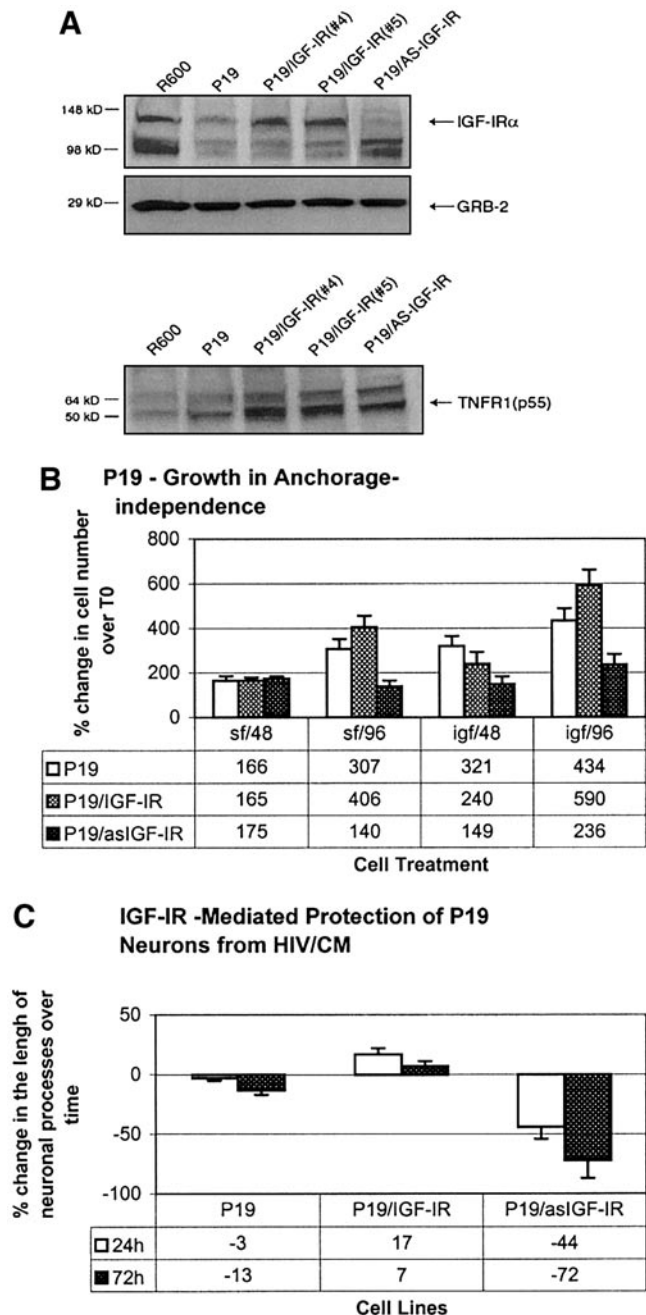 A
R600
P19
P19/IGF-IR(#4)
P19/IGF-IR(#5)
P19/AS-IGF-IR
148 kD
98 kD
IGF-IRα
29 kD
GRB-2
R600
P19
P19/IGF-IR(#4)
P19/IGF-IR(#5)
P19/AS-IGF-IR
64 kD
50 kD
TNFR1(p55)
B P19 - Growth in Anchorage-
independence
% change in cell number
over T0
800
600
400
200
0
sf/48 sf/96 igf/48 igf/96
P19 166 307 321 434
P19/IGF-IR 165 406 240 590
P19/asIGF-IR 175 140 149 236
Cell Treatment
C IGF-IR -Mediated Protection of P19
Neurons from HIV/CM
% change in the lengh of
neuronal processes over
time
50
0
-50
-100
P19 P19/IGF-IR P19/asIGF-IR
24h -3 17 -44
72h -13 7 -72
Cell Lines